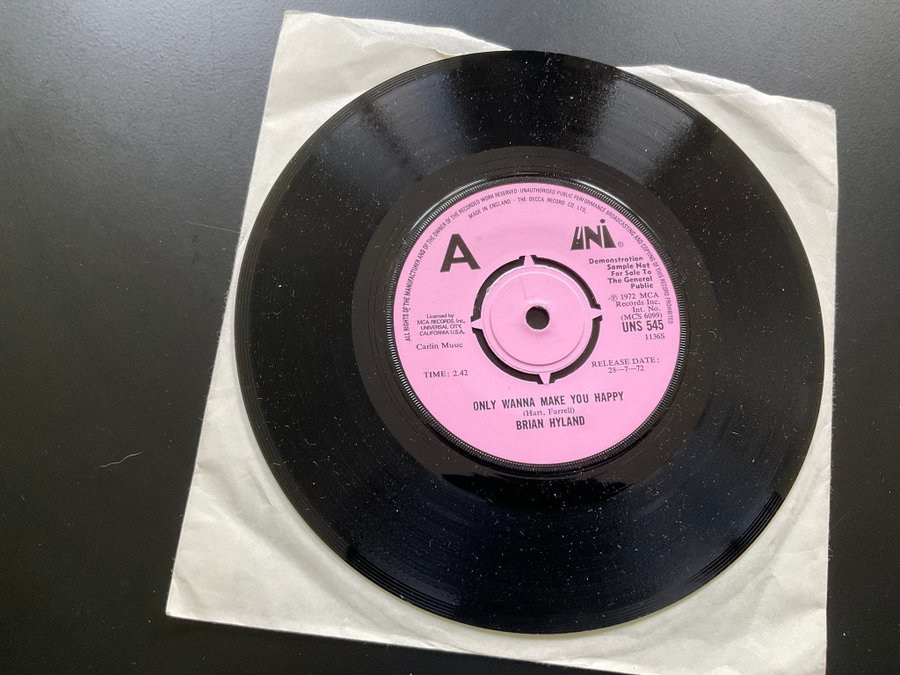 ALL RIGHTS OF THE MANUFACTURER AND OF THE OWNER OF THE RECORDED WORK RESERVED · UNAUTHORISED PUBLIC PERFORMANCE BROADCASTING AND COPYING OF THIS RECORD PROHIBITED
MADE IN ENGLAND · THE DECCA RECORD CO. LTD.
A
UNI®
Demonstration
Sample Not
For Sale To
The General
Public
℗ 1972 MCA
Records Inc.
Int. No.
(MCS 6099)
UNS 545
1136S
Licensed by
MCA RECORDS, Inc,
UNIVERSAL CITY,
CALIFORNIA U.S.A.
Carlin Music
TIME: 2.42
RELEASE DATE:
28—7—72
ONLY WANNA MAKE YOU HAPPY
(Hart, Farrell)
BRIAN HYLAND